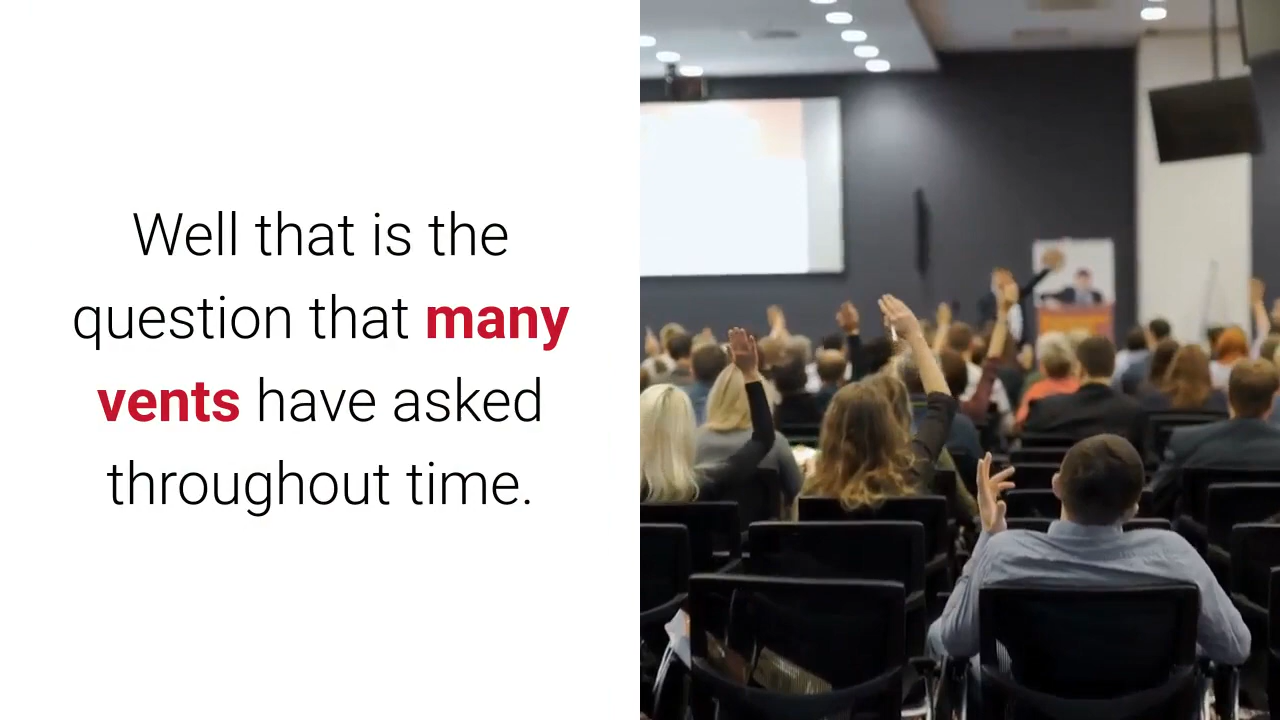 Well that is the
question that many
vents have asked
throughout time.